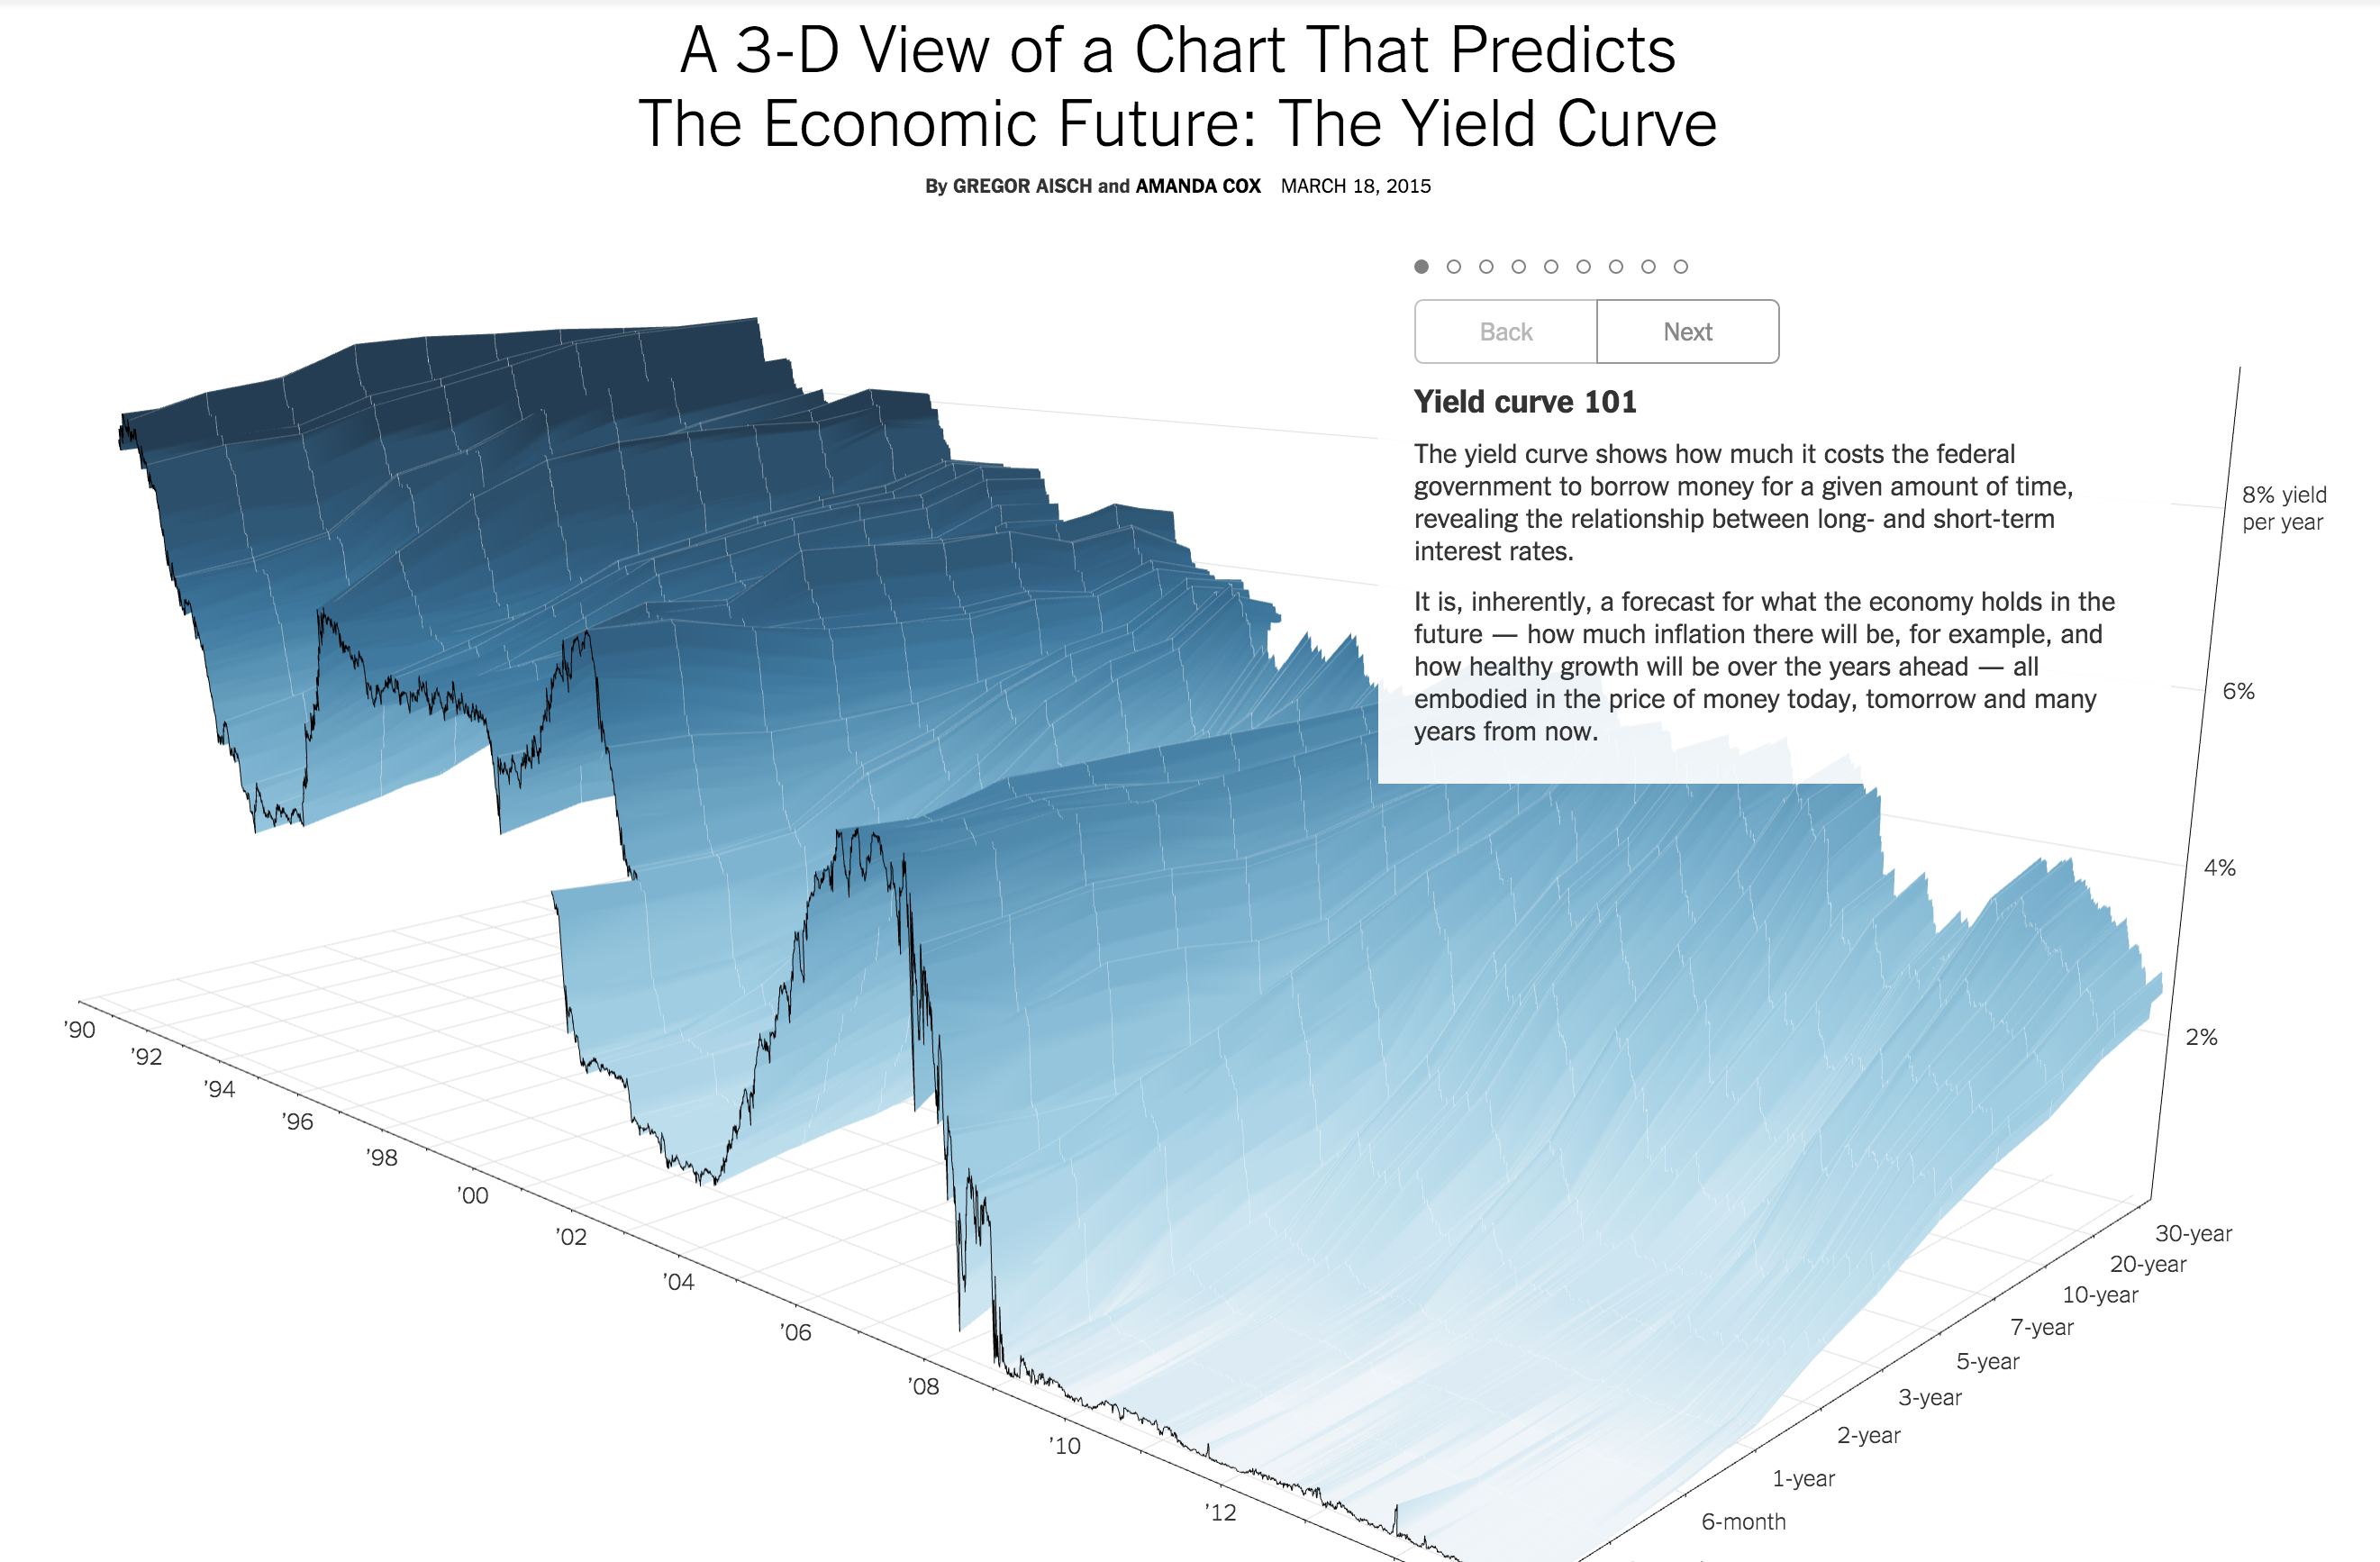 A 3-D View of a Chart That Predicts
The Economic Future: The Yield Curve
By GREGOR AISCH and AMANDA COX MARCH 18, 2015
Back
Next
Yield curve 101
The yield curve shows how much it costs the federal
government to borrow money for a given amount of time,
revealing the relationship between long- and short-term
interest rates.
It is, inherently, a forecast for what the economy holds in the
future — how much inflation there will be, for example, and
how healthy growth will be over the years ahead — all
embodied in the price of money today, tomorrow and many
years from now.
8% yield
per year
6%
4%
2%
’90
’92
’94
’96
’98
’00
’02
’04
’06
’08
’10
’12
30-year
20-year
10-year
7-year
5-year
3-year
2-year
1-year
6-month